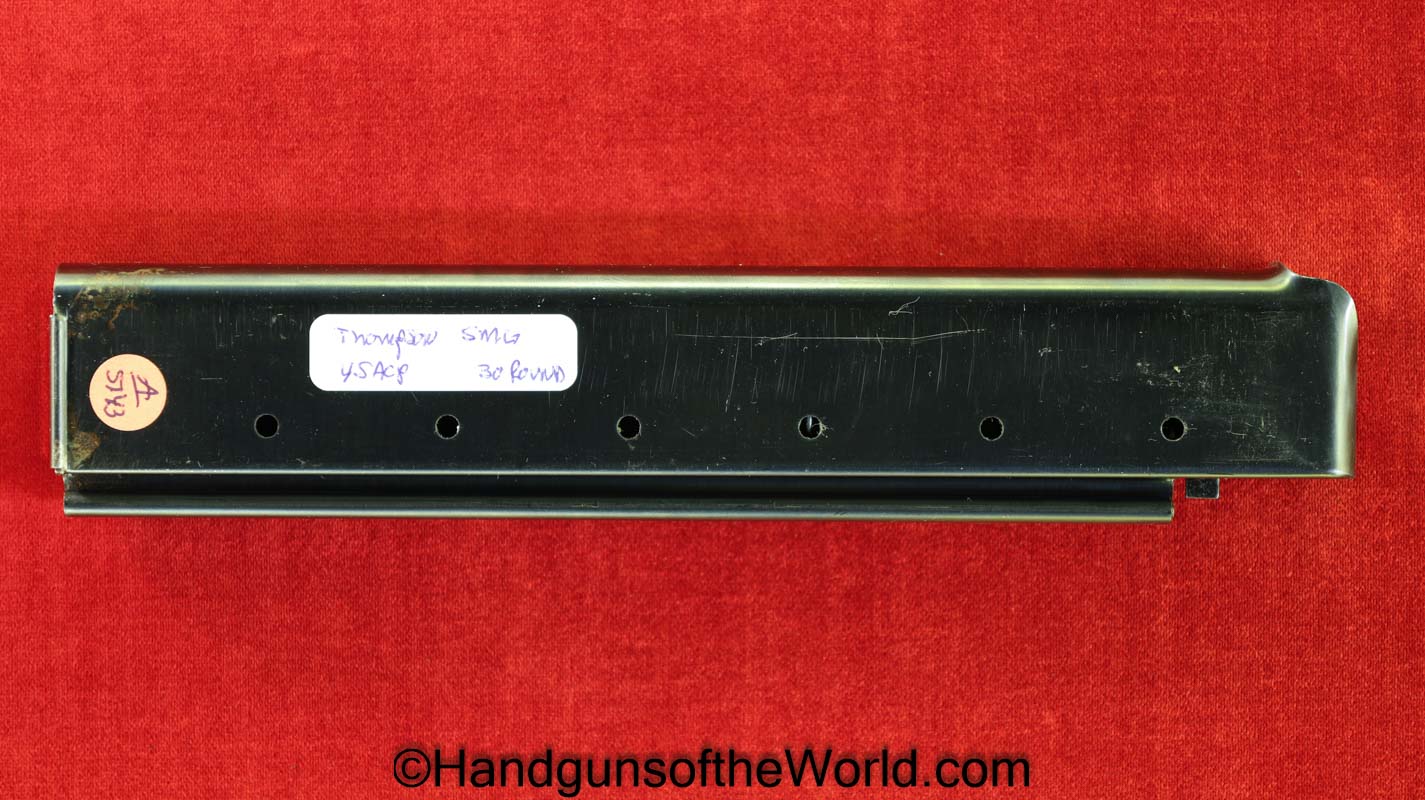 Thompson SMG
45ACP 30 ROUND
A
5743
©HandgunsoftheWorld.com